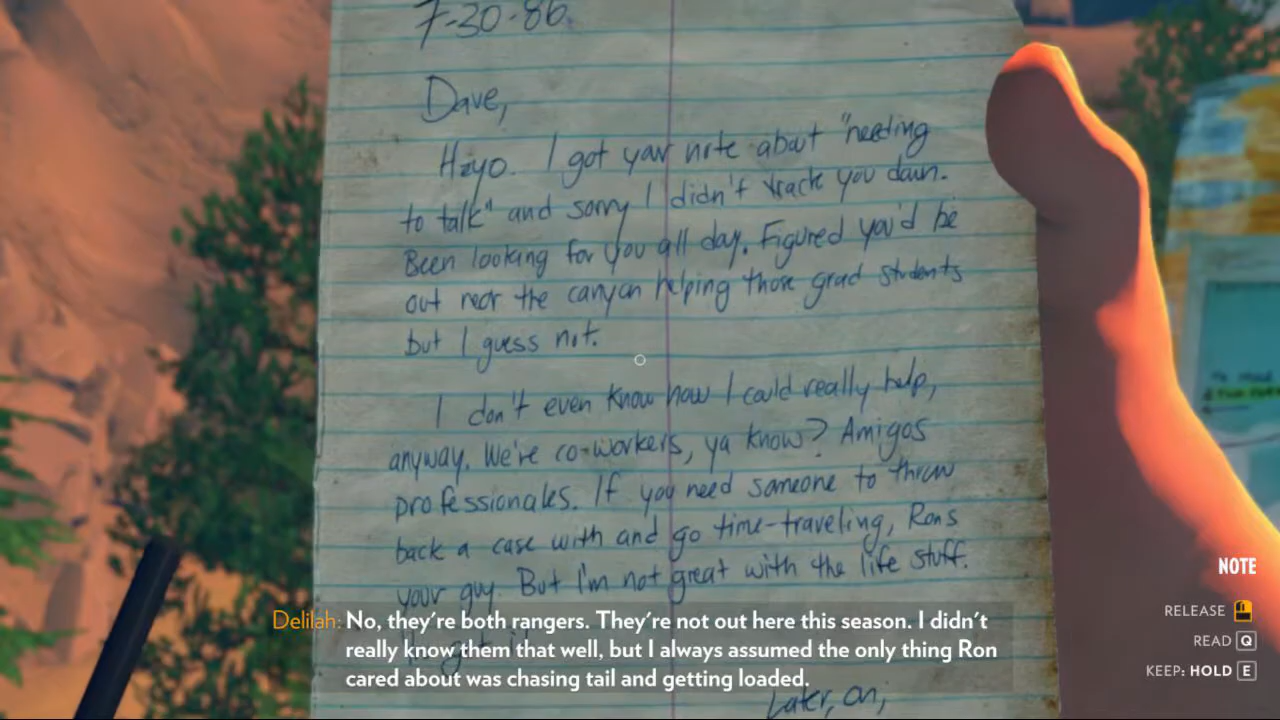 7-30-86.
Dave,
Heyo. I got your note about "needing
to talk" and sorry I didn't track you down.
Been looking for you all day. Figured you'd be
out near the canyon helping those grad students
but I guess not.
I don't even know how I could really help,
anyway. We're co-workers, ya know? Amigos
professionales. If you need someone to throw
back a case with and go time-traveling, Ron's
your guy. But I'm not great with the life stuff.
Later, on,
Delilah: No, they're both rangers. They're not out here this season. I didn't
really know them that well, but I always assumed the only thing Ron
cared about was chasing tail and getting loaded.
NOTE
RELEASE
READ Q
KEEP: HOLD E